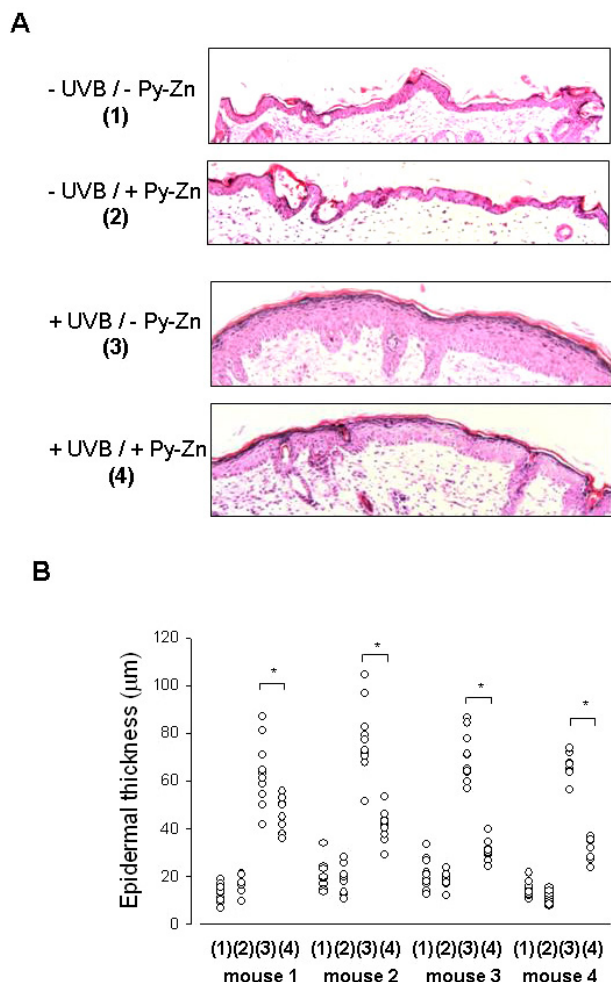 A
- UVB / - Py-Zn
(1)
- UVB / + Py-Zn
(2)
+ UVB / - Py-Zn
(3)
+ UVB / + Py-Zn
(4)
B
Epidermal thickness (μm)
120
100
80
60
40
20
0
* * * *
(1)(2)(3)(4) (1)(2)(3)(4) (1)(2)(3)(4) (1)(2)(3)(4)
mouse 1 mouse 2 mouse 3 mouse 4